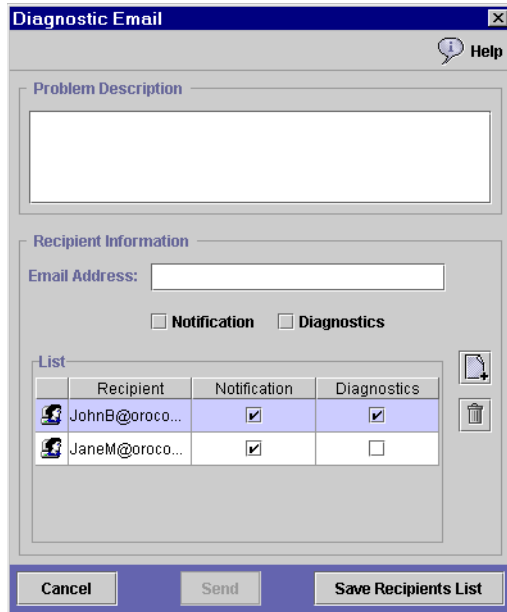 Diagnostic Email
Help
Problem Description
Recipient Information
Email Address:
Notification Diagnostics
List
Recipient Notification Diagnostics
JohnB@oroco...
JaneM@oroco...
Cancel Send Save Recipients List